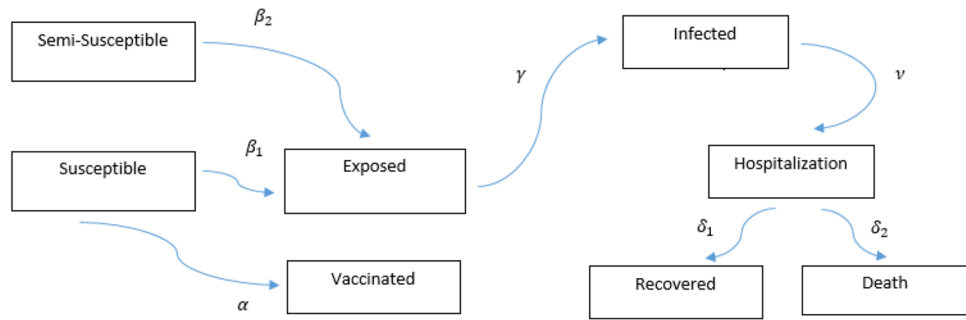 β₂
Semi-Susceptible
Infected
γ
ν
β₁
Susceptible
Exposed
Hospitalization
δ₁
δ₂
Vaccinated
Recovered
Death
α